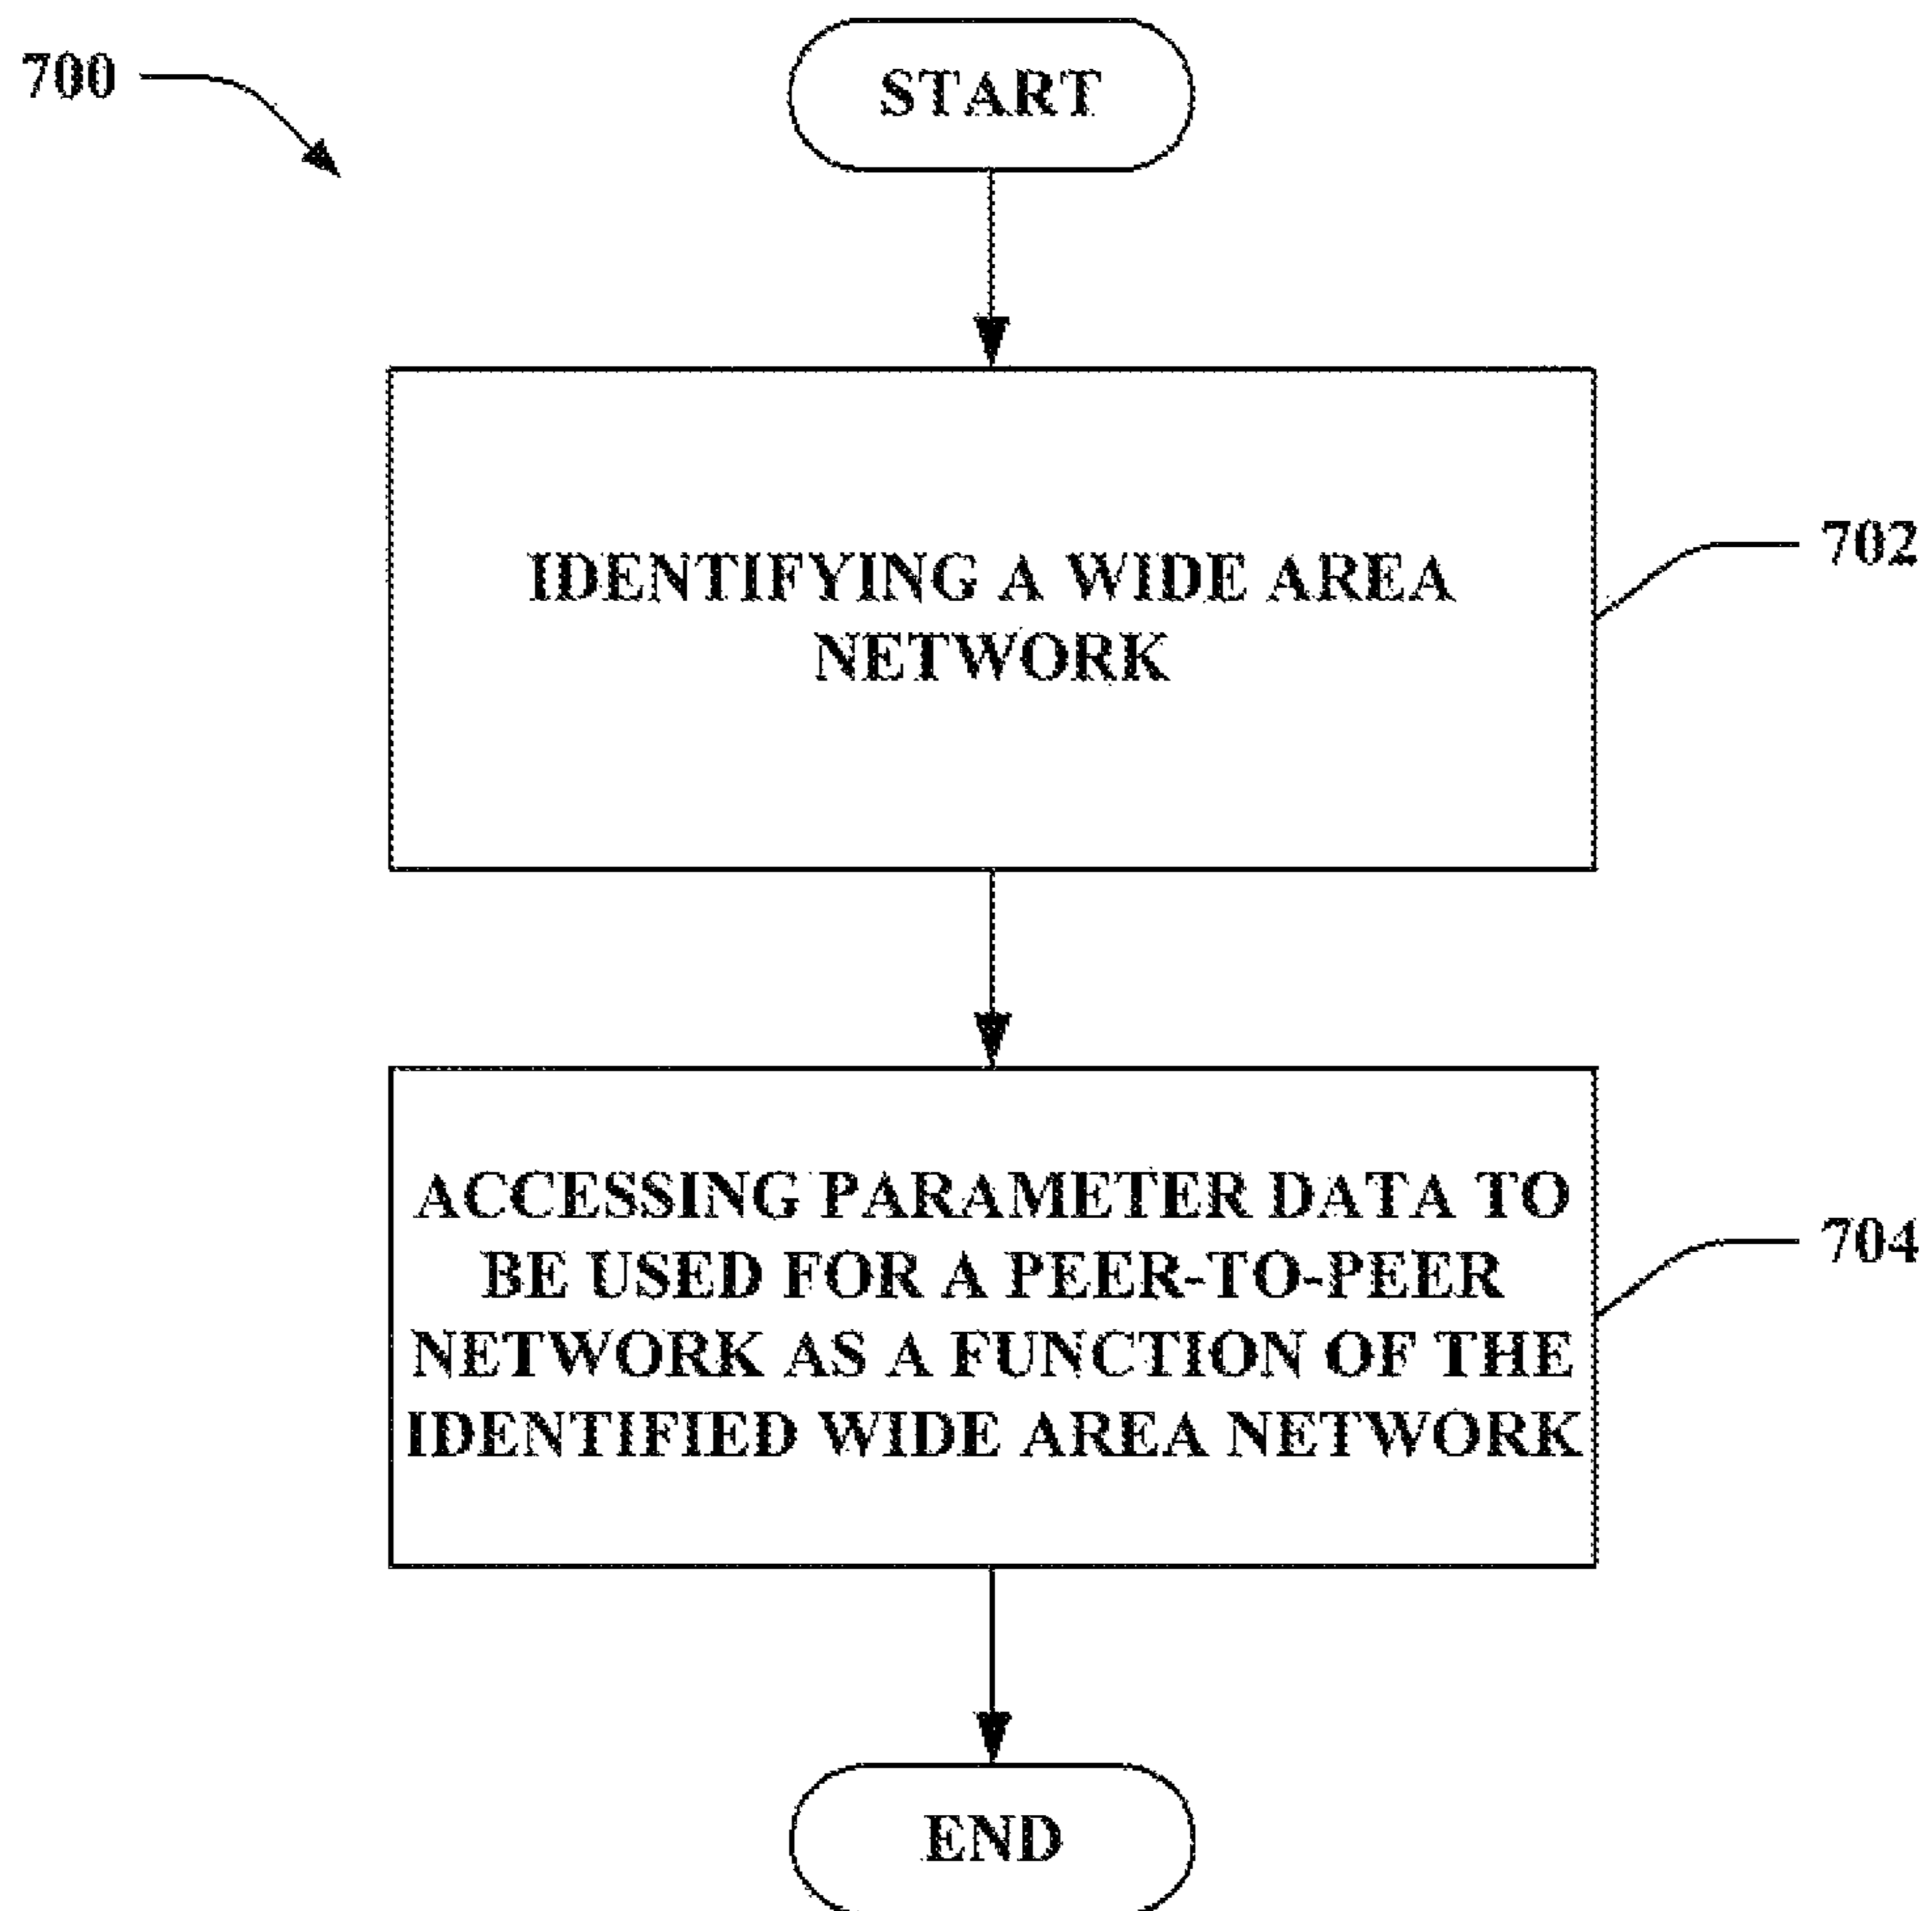 700
START
IDENTIFYING A WIDE AREA
NETWORK
702
ACCESSING PARAMETER DATA TO
BE USED FOR A PEER-TO-PEER
NETWORK AS A FUNCTION OF THE
IDENTIFIED WIDE AREA NETWORK
704
END